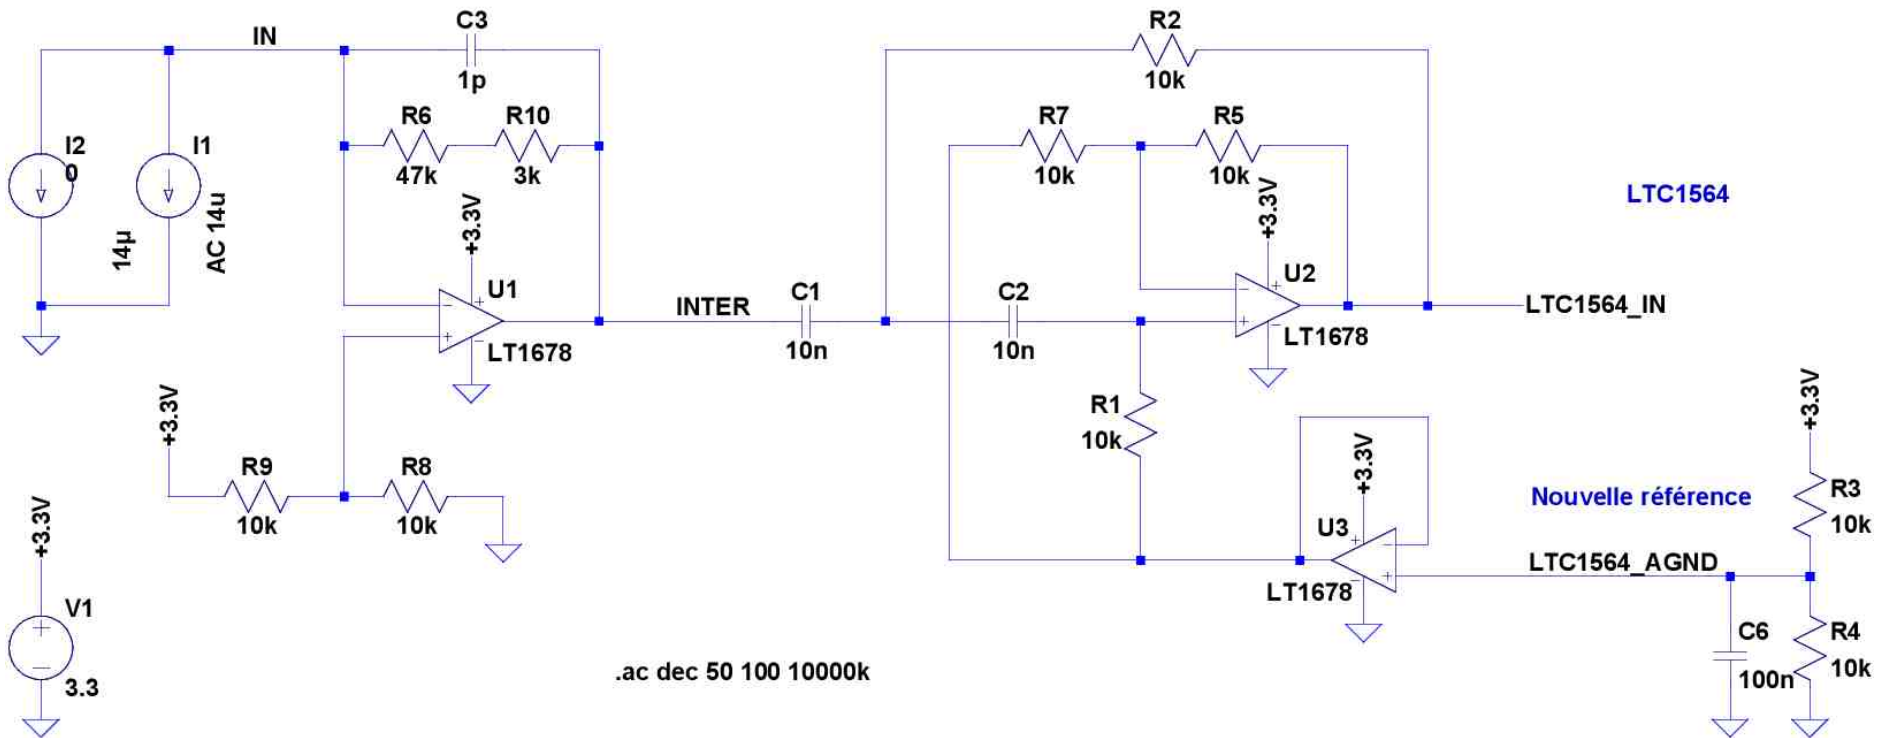 C3
R2
IN
10k
1p
R6
R10
R7
R5
I2
0
I1
47k
3k
10k
10k
LTC1564
14µ
AC 14u
+3.3V
+3.3V
U1
U2
INTER
C1
C2
LTC1564_IN
10n
10n
LT1678
LT1678
+3.3V
R1
10k
+3.3V
+3.3V
R9
R8
Nouvelle référence
R3
10k
10k
10k
+3.3V
U3
LTC1564_AGND
LT1678
V1
3.3
C6
100n
R4
10k
.ac dec 50 100 10000k